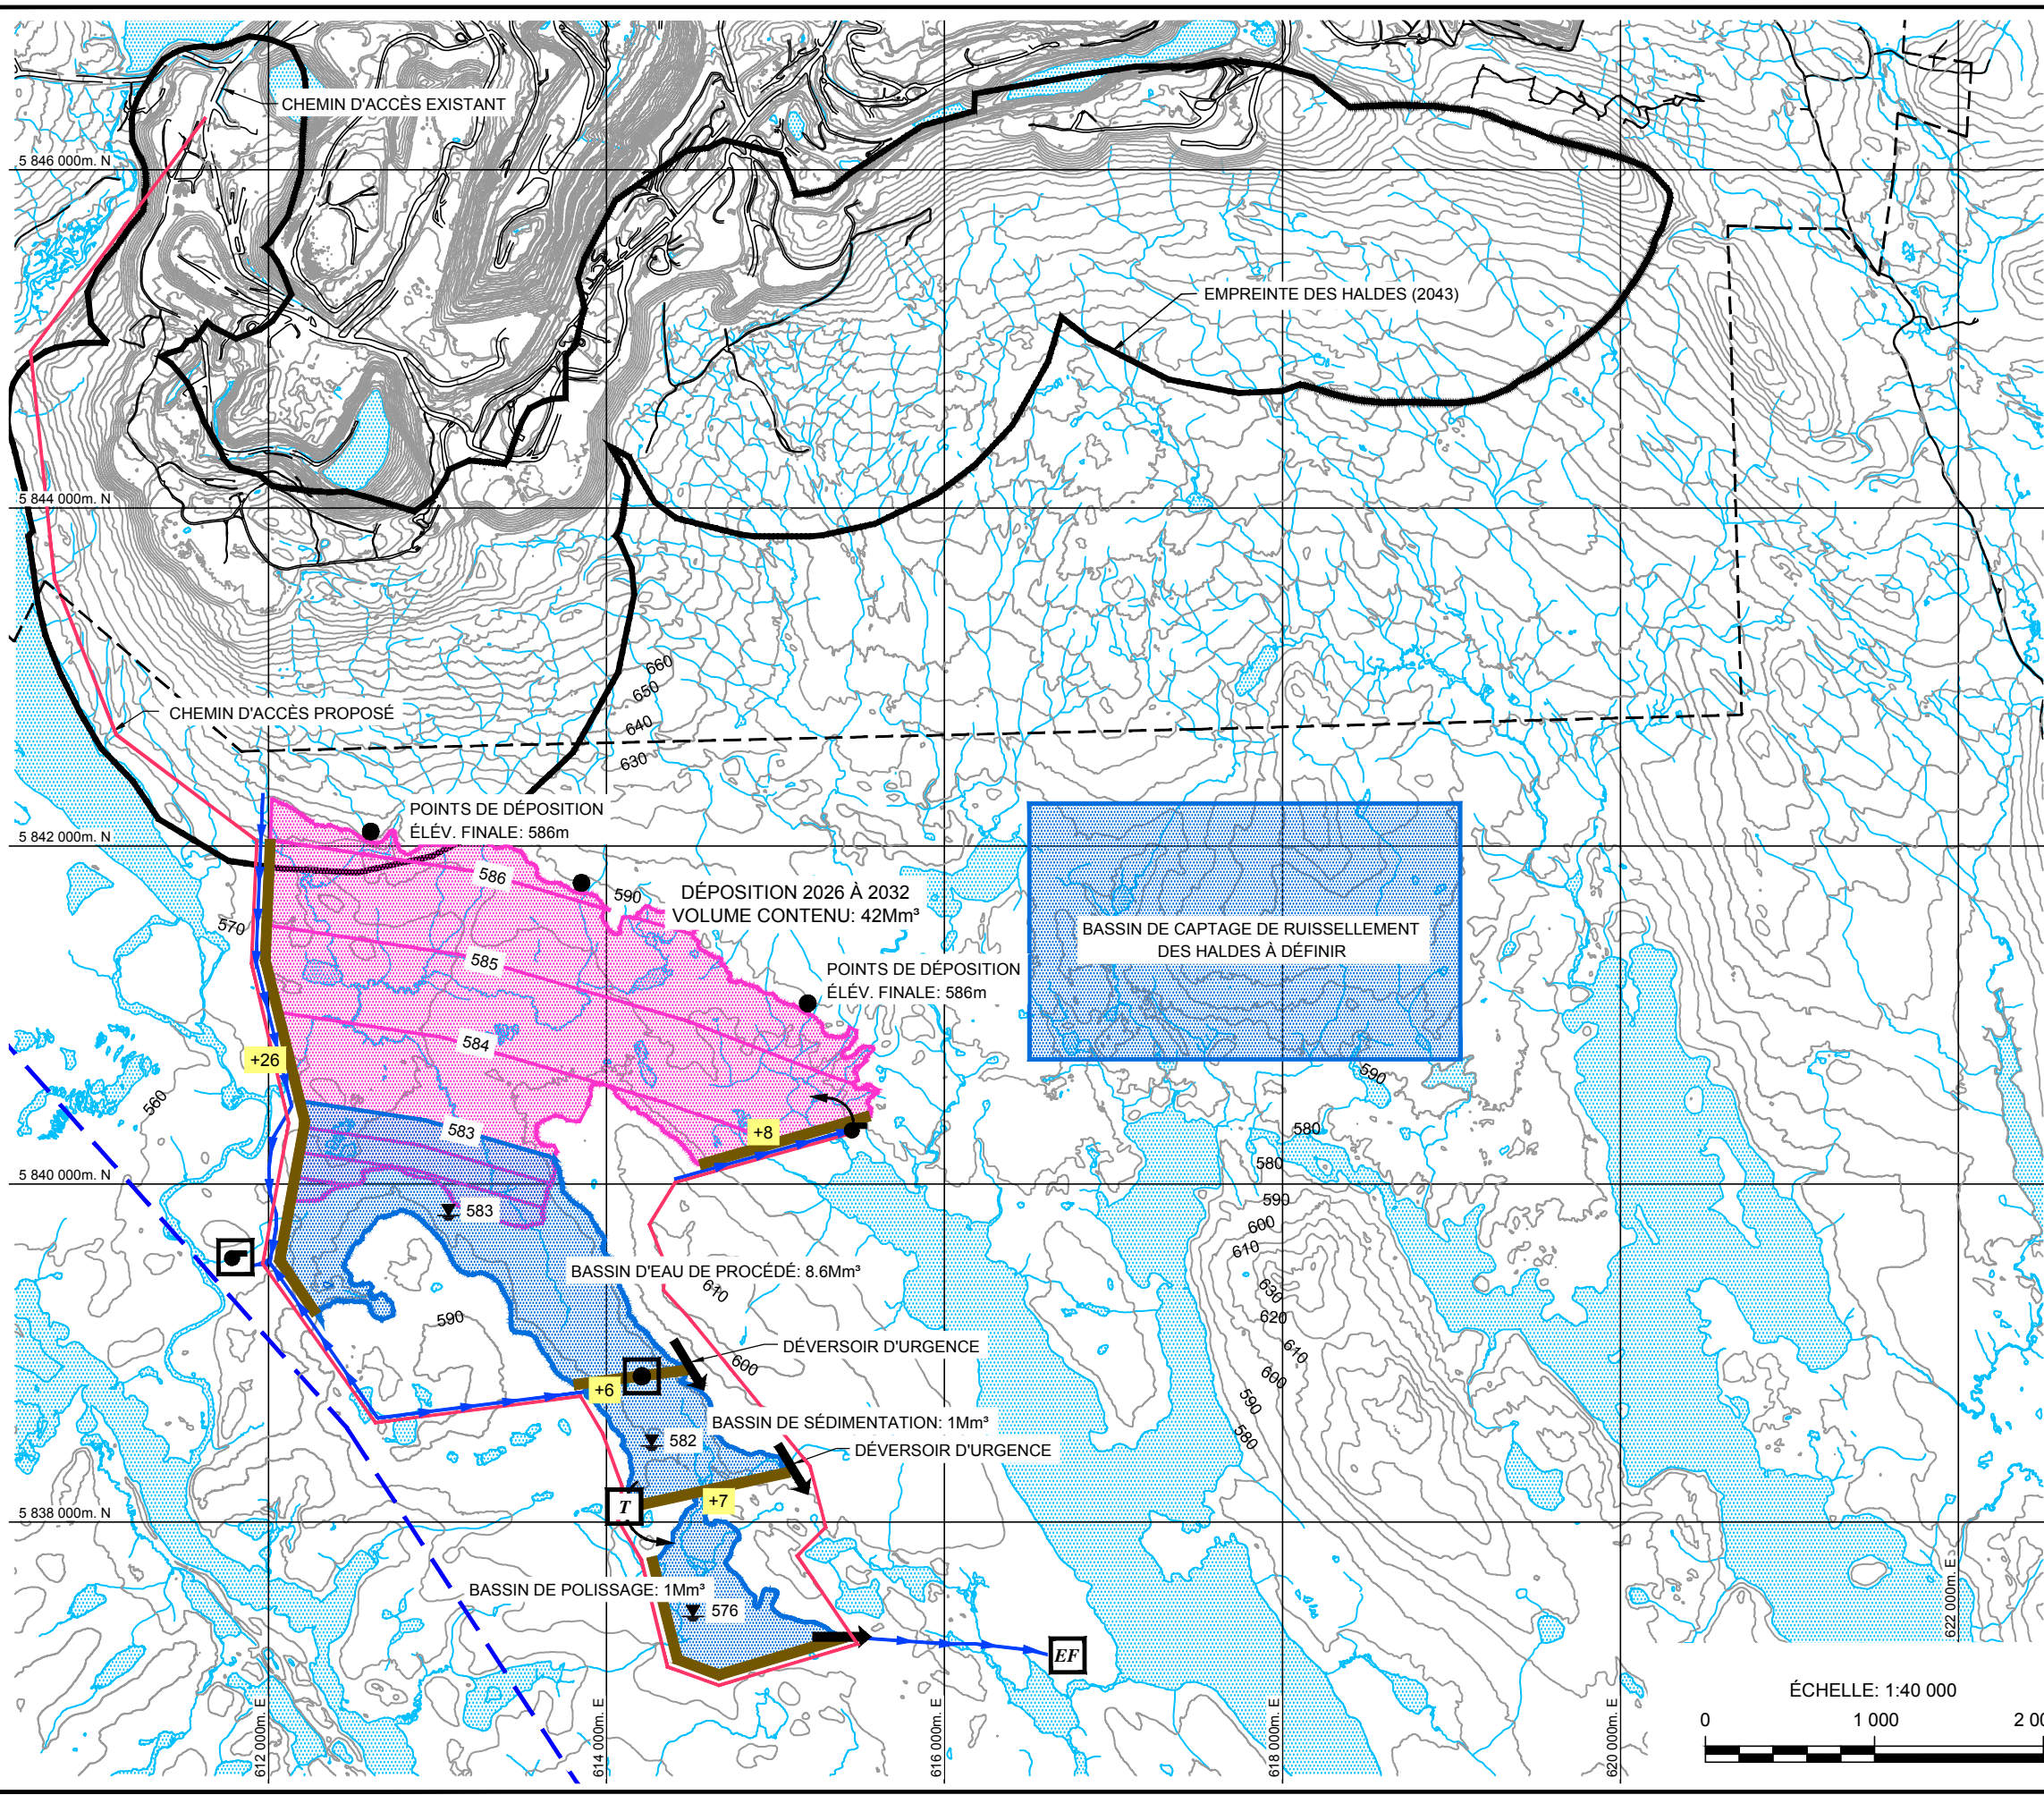 CHEMIN D'ACCÈS EXISTANT
5 846 000m. N
EMPREINTE DES HALDES (2043)
5 844 000m. N
660
650
640
630
CHEMIN D'ACCÈS PROPOSÉ
POINTS DE DÉPOSITION
ÉLÉV. FINALE: 586m
5 842 000m. N
586
590
DÉPOSITION 2026 À 2032
VOLUME CONTENU: 42Mm³
570
585
BASSIN DE CAPTAGE DE RUISSELLEMENT
DES HALDES À DÉFINIR
POINTS DE DÉPOSITION
ÉLÉV. FINALE: 586m
584
+26
590
560
583
+8
580
580
5 840 000m. N
590
583
600
610
BASSIN D'EAU DE PROCÉDÉ: 8.6Mm³
610
630
620
590
DÉVERSOIR D'URGENCE
610
600
600
+6
590
BASSIN DE SÉDIMENTATION: 1Mm³
580
582
DÉVERSOIR D'URGENCE
+7
T
5 838 000m. N
BASSIN DE POLISSAGE: 1Mm³
576
EF
612 000m. E
614 000m. E
616 000m. E
618 000m. E
620 000m. E
622 000m. E
ÉCHELLE: 1:40 000
0 1 000 2 00